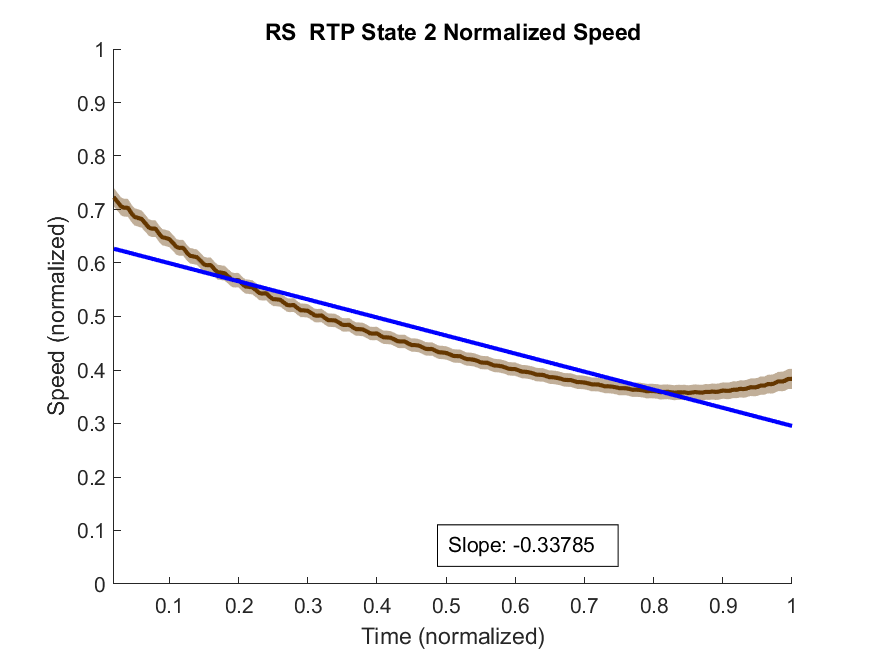 RS  RTP State 2 Normalized Speed
1
0.9
0.8
0.7
0.6
0.5
0.4
0.3
0.2
0.1
0
Speed (normalized)
Slope: -0.33785
0.1 0.2 0.3 0.4 0.5 0.6 0.7 0.8 0.9 1
Time (normalized)